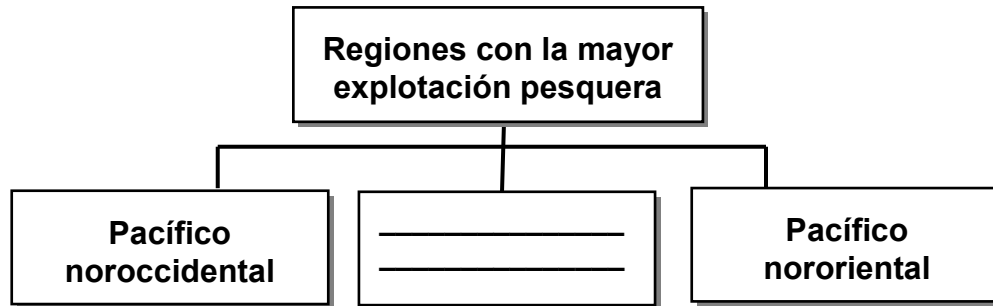 Regiones con la mayor
explotación pesquera
Pacífico
noroccidental
Pacífico
nororiental